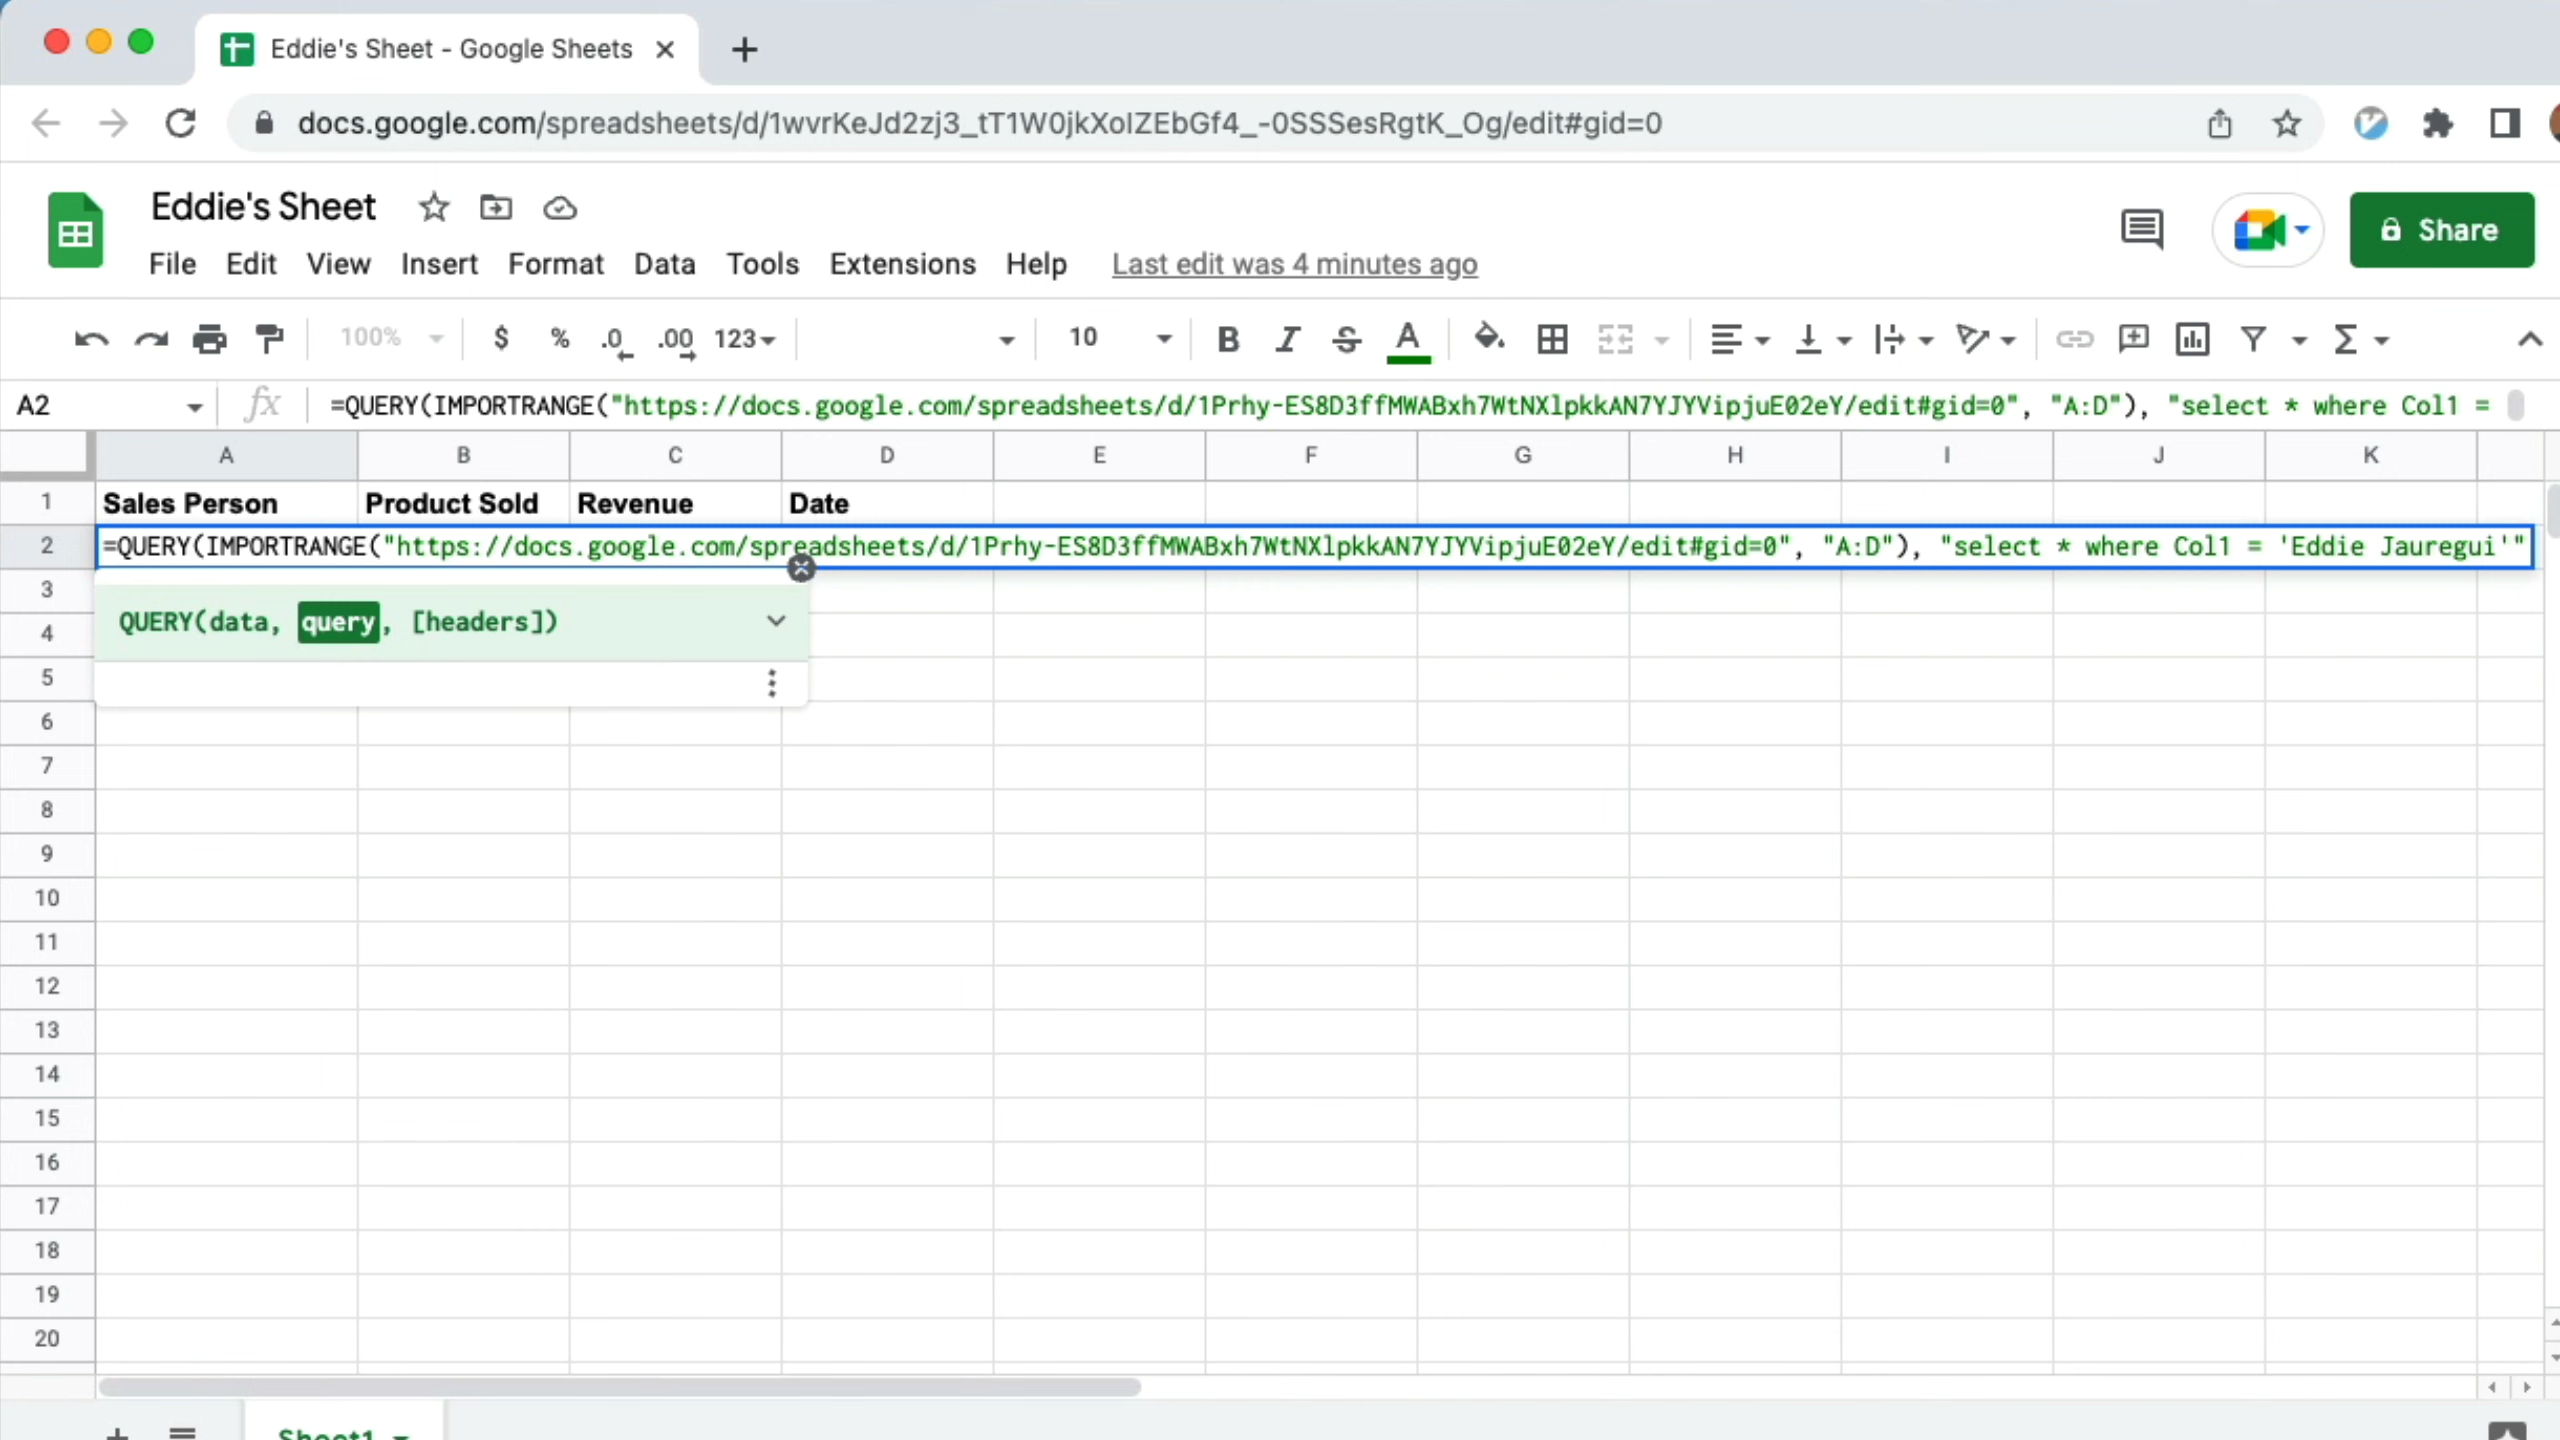 Eddie's Sheet - Google Sheets
docs.google.com/spreadsheets/d/1wvrKeJd2zj3_tT1W0jkXoIZEbGf4_-0SSSesRgtK_Og/edit#gid=0
Eddie's Sheet
File Edit View Insert Format Data Tools Extensions Help Last edit was 4 minutes ago
Share
100% $ % .0 .00 123 10 B I S A
A2 fx =QUERY(IMPORTRANGE("https://docs.google.com/spreadsheets/d/1Prhy-ES8D3ffMWABxh7WtNXlpkkAN7YJYVipjuE02eY/edit#gid=0", "A:D"), "select * where Col1 =
A B C D E F G H I J K
1 Sales Person Product Sold Revenue Date
2 =QUERY(IMPORTRANGE("https://docs.google.com/spreadsheets/d/1Prhy-ES8D3ffMWABxh7WtNXlpkkAN7YJYVipjuE02eY/edit#gid=0", "A:D"), "select * where Col1 = 'Eddie Jauregui'"
3
QUERY(data, query, [headers])
4
5
6
7
8
9
10
11
12
13
14
15
16
17
18
19
20
Sheet1